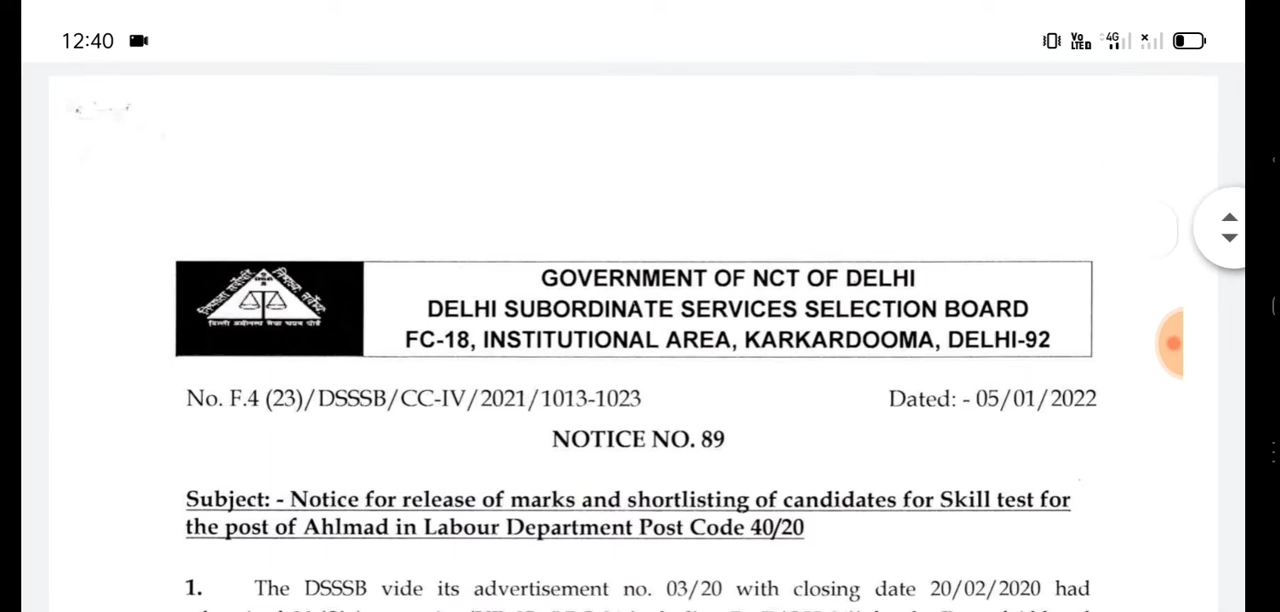 12:40
Vo
LTED
4G
GOVERNMENT OF NCT OF DELHI
DELHI SUBORDINATE SERVICES SELECTION BOARD
FC-18, INSTITUTIONAL AREA, KARKARDOOMA, DELHI-92
No. F.4 (23)/DSSSB/CC-IV/2021/1013-1023 Dated: - 05/01/2022
NOTICE NO. 89
Subject: - Notice for release of marks and shortlisting of candidates for Skill test for
the post of Ahlmad in Labour Department Post Code 40/20
1. The DSSSB vide its advertisement no. 03/20 with closing date 20/02/2020 had